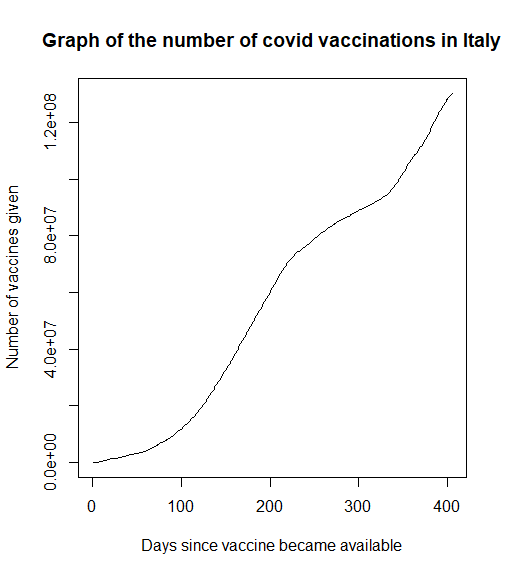 Graph of the number of covid vaccinations in Italy
Number of vaccines given
1.2e+08
8.0e+07
4.0e+07
0.0e+00
0 100 200 300 400
Days since vaccine became available